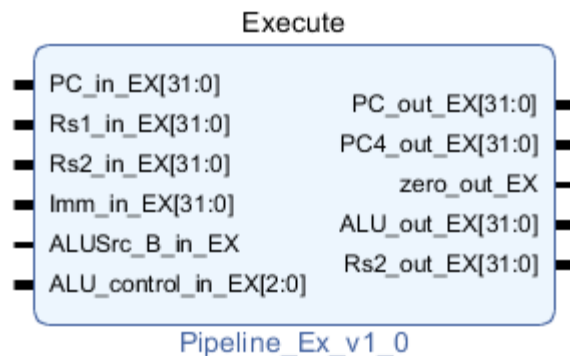 Execute
PC_in_EX[31:0]
Rs1_in_EX[31:0]
Rs2_in_EX[31:0]
Imm_in_EX[31:0]
ALUSrc_B_in_EX
ALU_control_in_EX[2:0]
PC_out_EX[31:0]
PC4_out_EX[31:0]
zero_out_EX
ALU_out_EX[31:0]
Rs2_out_EX[31:0]
Pipeline_Ex_v1_0